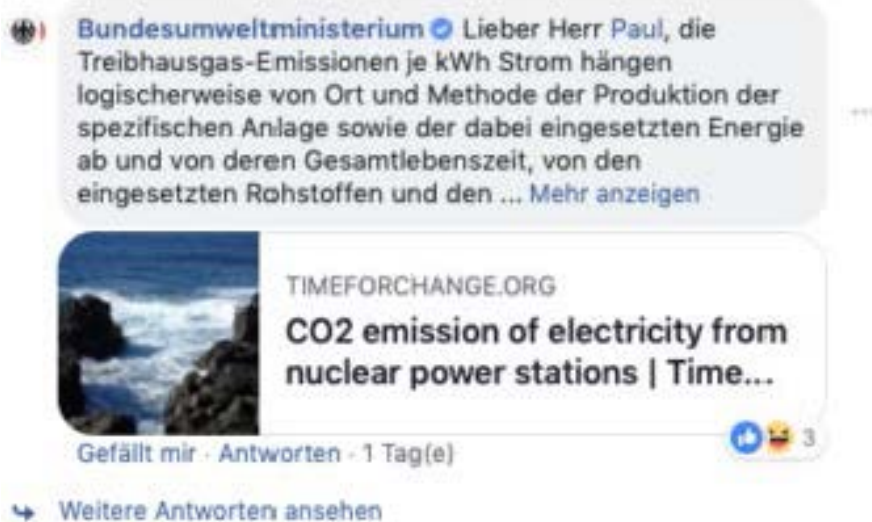 Bundesumweltministerium Lieber Herr Paul, die
Treibhausgas-Emissionen je kWh Strom hängen
logischerweise von Ort und Methode der Produktion der
spezifischen Anlage sowie der dabei eingesetzten Energie
ab und von deren Gesamtlebenszeit, von den
eingesetzten Rohstoffen und den ... Mehr anzeigen
TIMEFORCHANGE.ORG
CO2 emission of electricity from
nuclear power stations | Time...
Gefällt mir · Antworten · 1 Tag(e)
3
Weitere Antworten ansehen